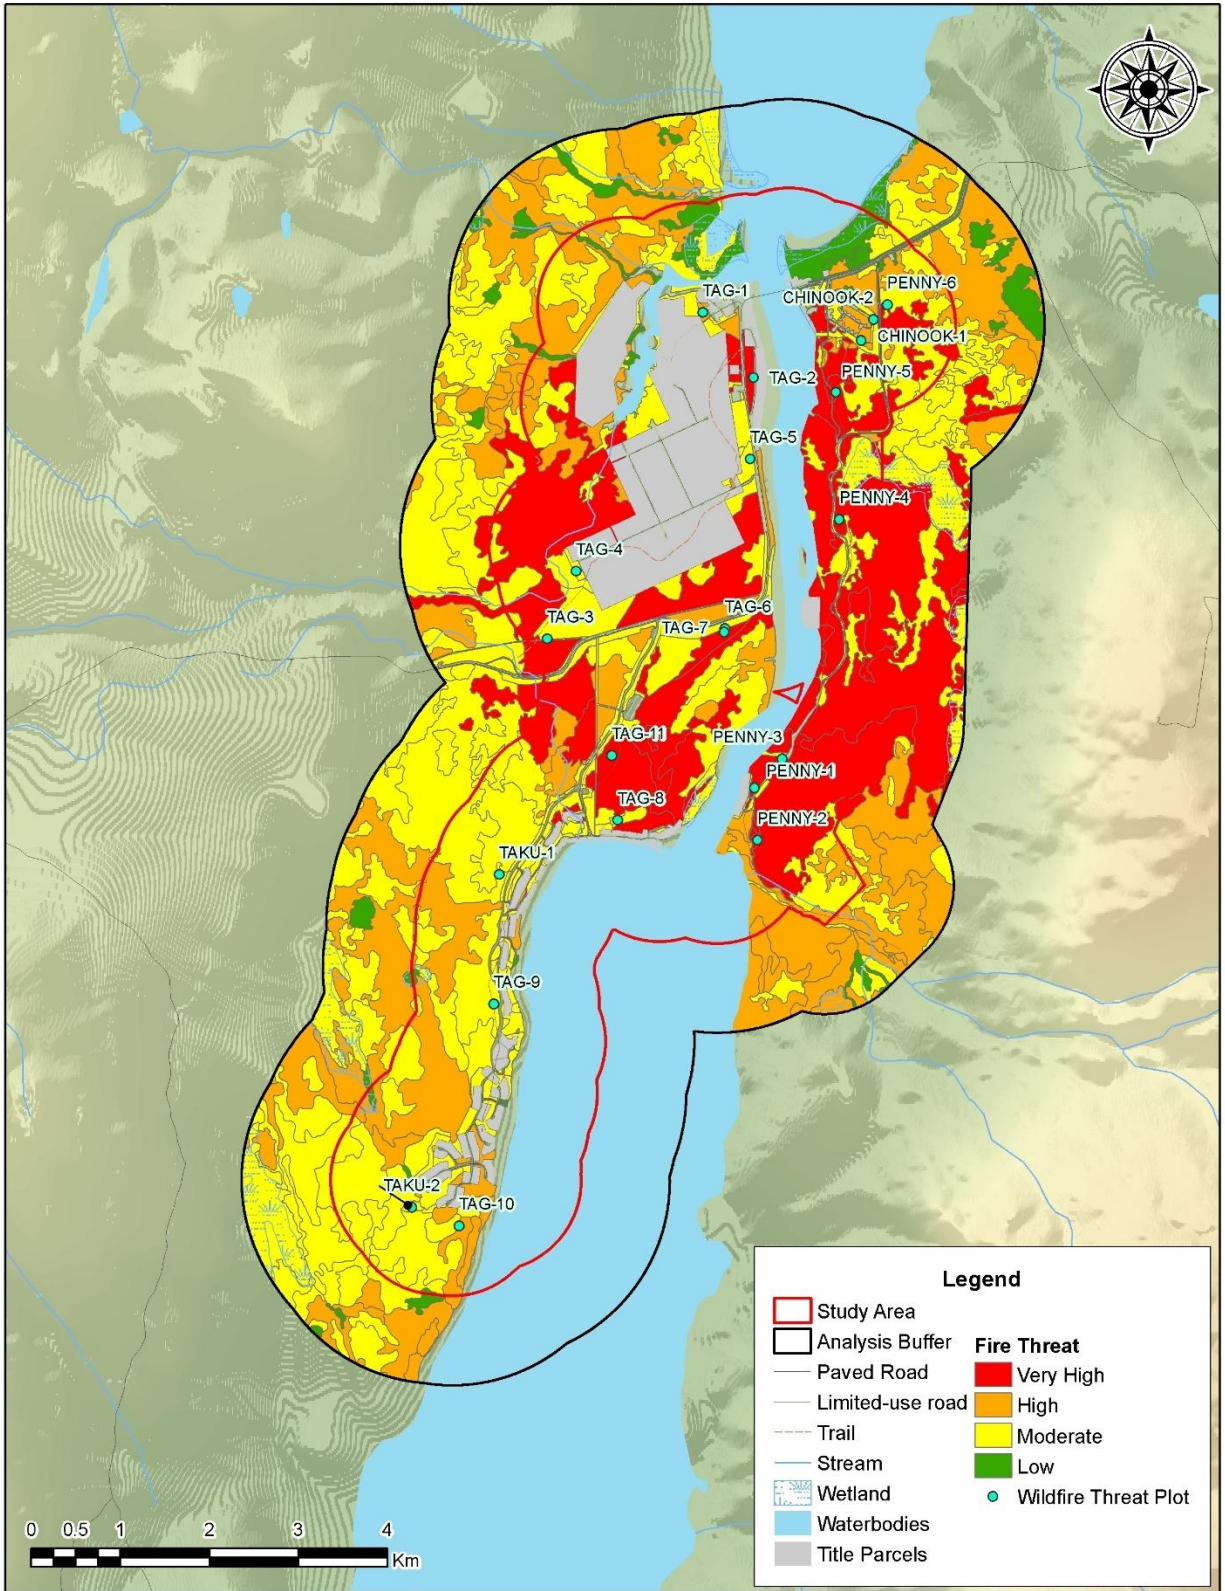 TAG-1
CHINOOK-2
PENNY-6
CHINOOK-1
TAG-2
PENNY-5
TAG-5
PENNY-4
TAG-4
TAG-3
TAG-6
TAG-7
TAG-11
PENNY-3
PENNY-1
TAG-8
PENNY-2
TAKU-1
TAG-9
TAKU-2
TAG-10
Legend
Study Area
Analysis Buffer
Paved Road
Limited-use road
Trail
Stream
Wetland
Waterbodies
Title Parcels
Fire Threat
Very High
High
Moderate
Low
Wildfire Threat Plot
0 0.5 1 2 3 4
Km